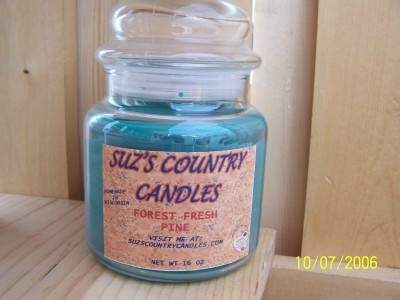 SUZ'S COUNTRY
CANDLES
HOMEMADE
IN
WISCONSIN
FOREST FRESH
PINE
VISIT ME AT:
SUZSCOUNTRYCANDLES.COM
NET WT 16 OZ
10/07/2006